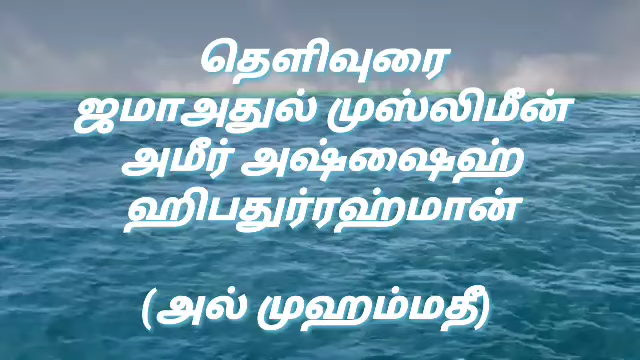 தெளிவுரை
ஜமாஅதுல் முஸ்லிமீன்
அமீர் அஷ்ஷைஹ்
ஹிபதுர்ரஹ்மான்
(அல் முஹம்மதீ)